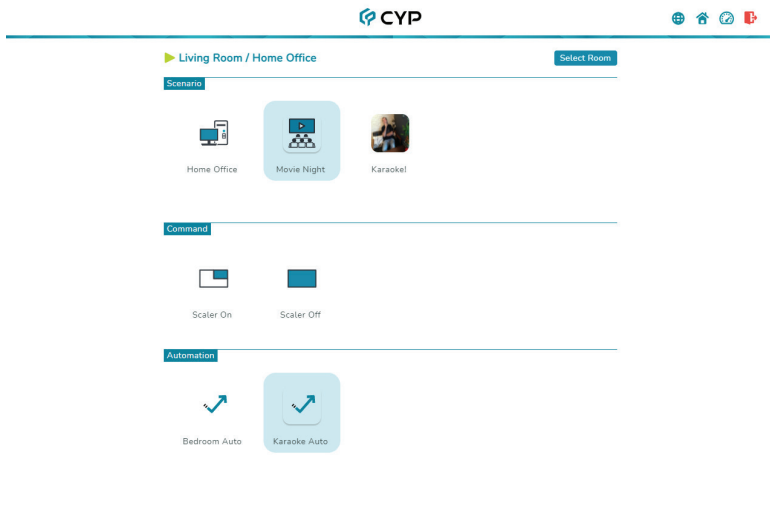 CYP
Living Room / Home Office
Select Room
Scenario
Home Office
Movie Night
Karaoke!
Command
Scaler On
Scaler Off
Automation
Bedroom Auto
Karaoke Auto